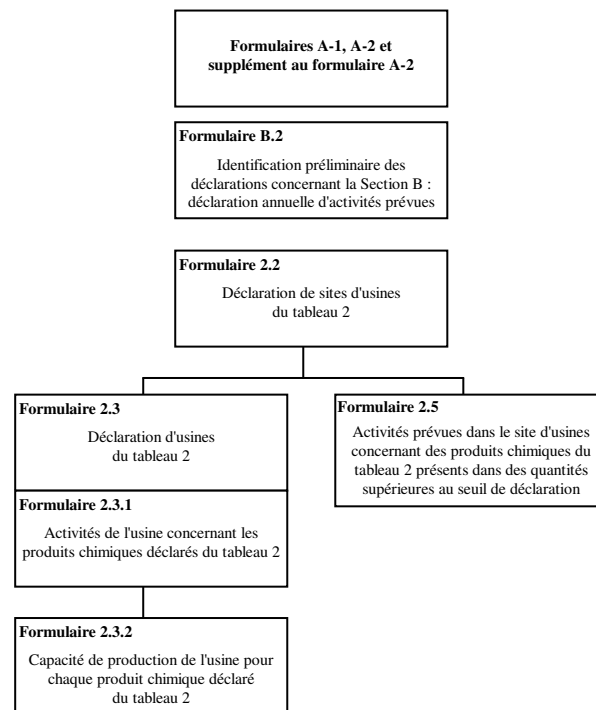 Formulaires A-1, A-2 et
supplément au formulaire A-2
Formulaire B.2
Identification préliminaire des
déclarations concernant la Section B :
déclaration annuelle d'activités prévues
Formulaire 2.2
Déclaration de sites d'usines
du tableau 2
Formulaire 2.3
Déclaration d'usines
du tableau 2
Formulaire 2.3.1
Activités de l'usine concernant les
produits chimiques déclarés du tableau 2
Formulaire 2.3.2
Capacité de production de l'usine pour
chaque produit chimique déclaré
du tableau 2
Formulaire 2.5
Activités prévues dans le site d'usines
concernant des produits chimiques du
tableau 2 présents dans des quantités
supérieures au seuil de déclaration